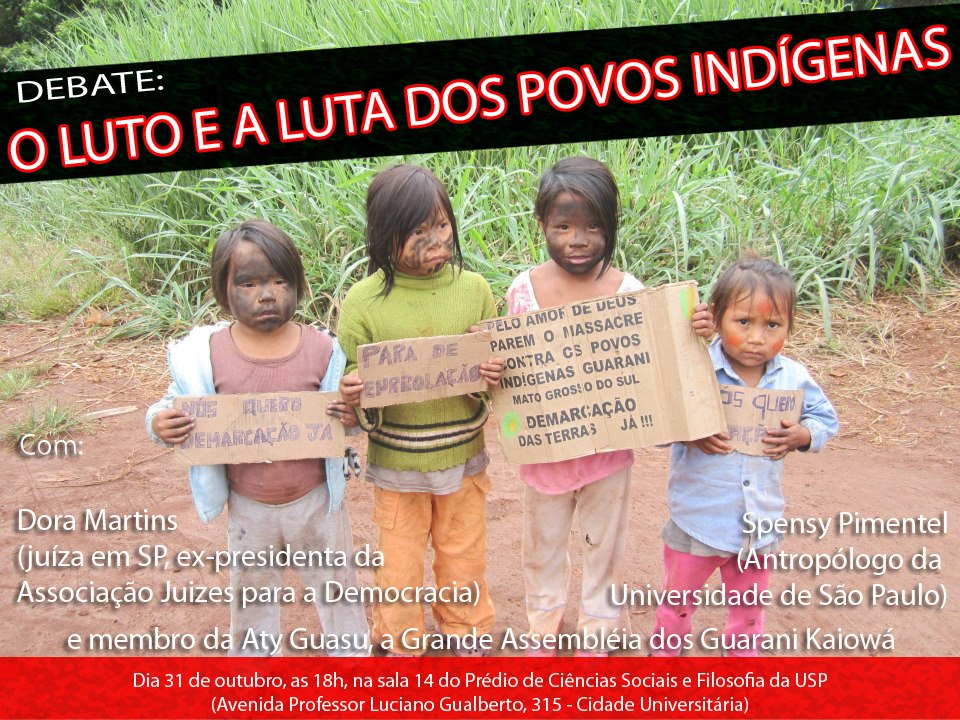 DEBATE:
O LUTO E A LUTA DOS POVOS INDÍGENAS
NÓS QUERO
DEMARCAÇÃO JA
PARA DE
ENRROLAÇÃO
PELO AMOR DE DEUS
PAREM O MASSACRE
CONTRA OS POVOS
INDÍGENAS GUARANI
MATO GROSSO DO SUL
DEMARCAÇÃO
DAS TERRAS JÁ !!!
QUERO
Com:
Dora Martins
(juíza em SP, ex-presidenta da
Associação Juizes para a Democracia)
Spensy Pimentel
(Antropólogo da
Universidade de São Paulo)
e membro da Aty Guasu, a Grande Assembléia dos Guarani Kaiowá
Dia 31 de outubro, as 18h, na sala 14 do Prédio de Ciências Sociais e Filosofia da USP
(Avenida Professor Luciano Gualberto, 315 - Cidade Universitária)